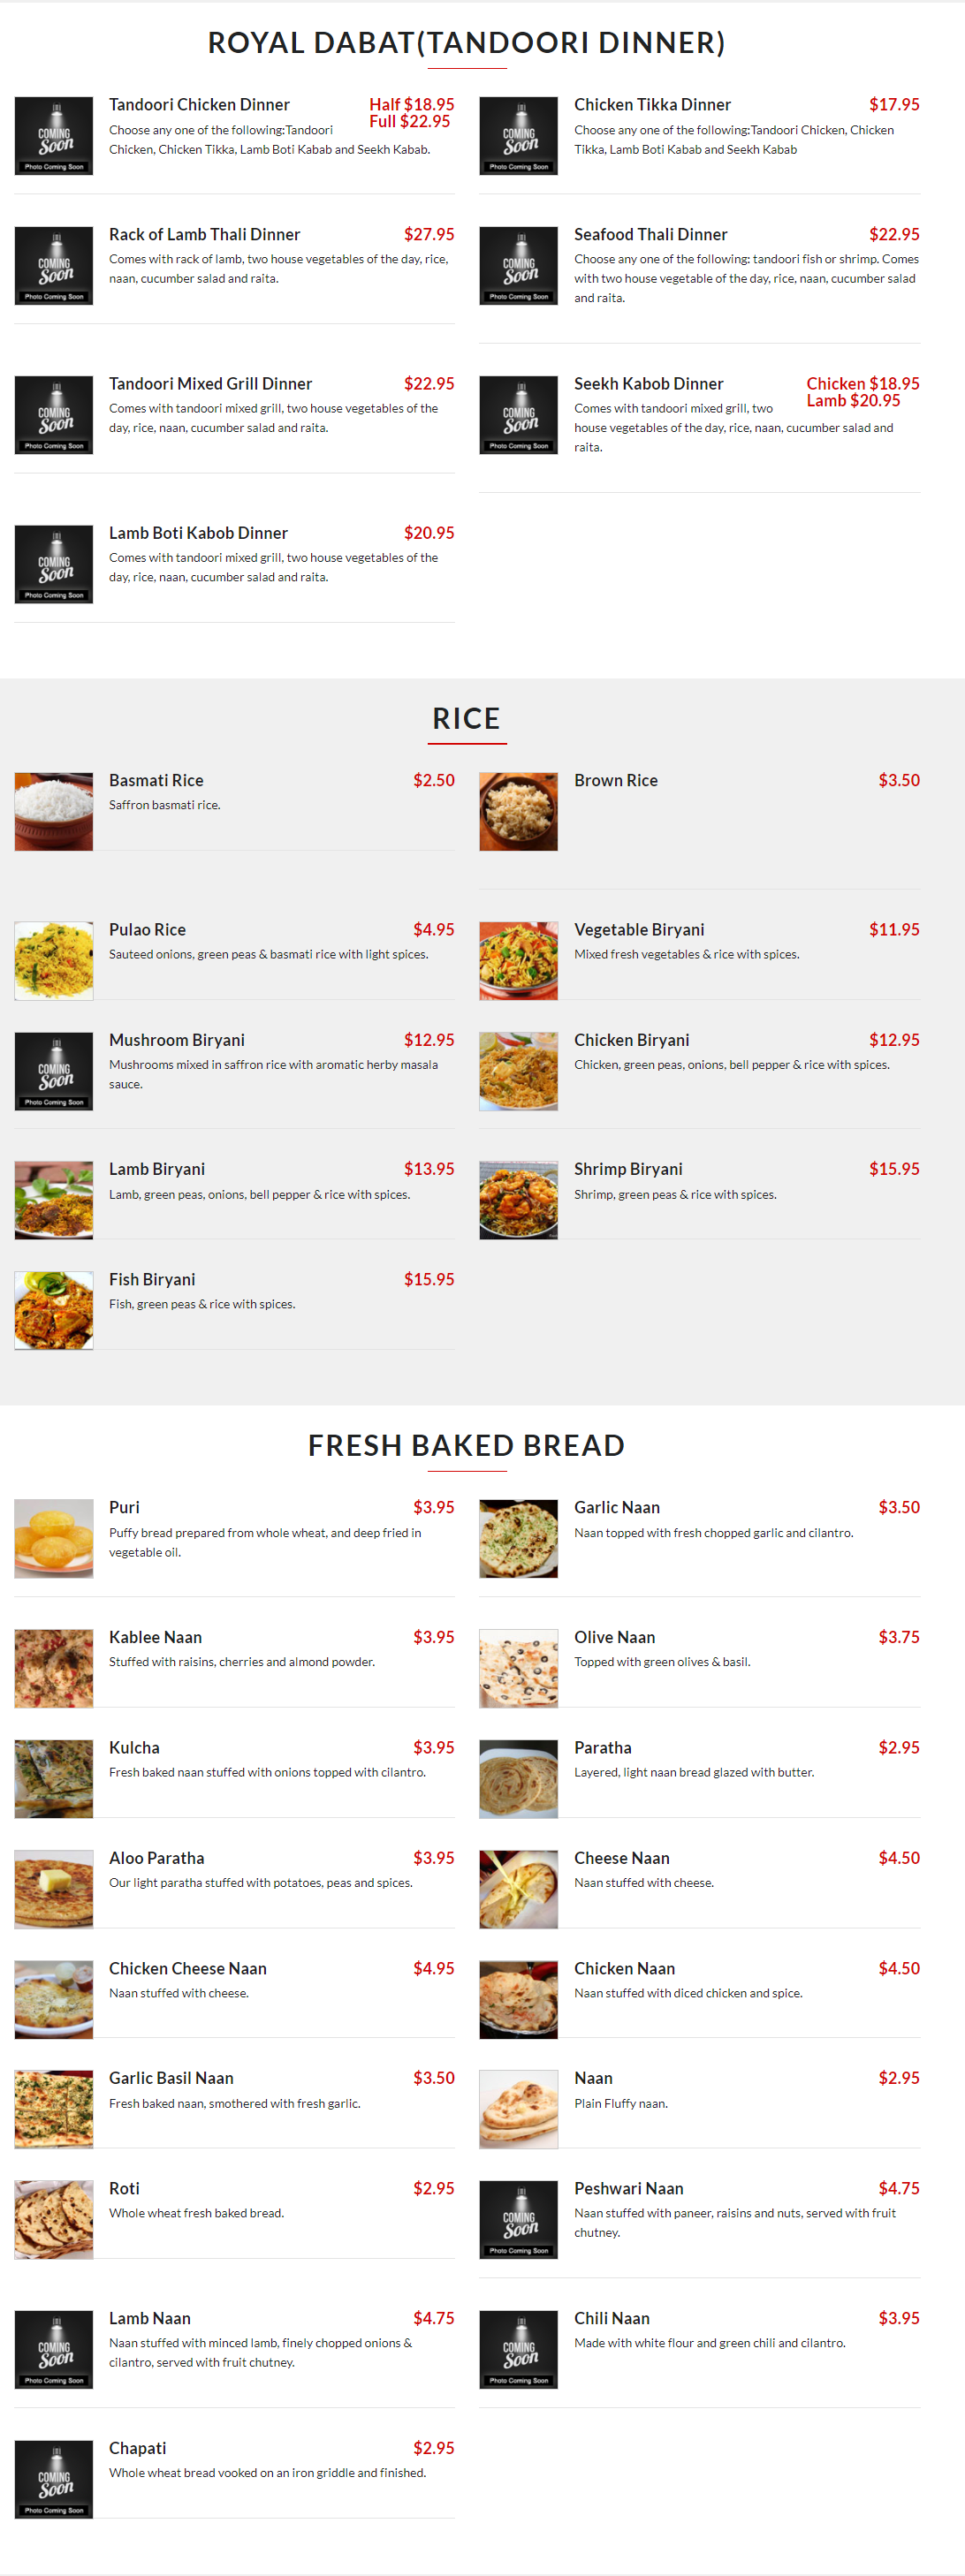 ROYAL DABAT(TANDOORI DINNER)
COMING
Soon
Photo Coming Soon
Tandoori Chicken Dinner
Half $18.95
Full $22.95
Choose any one of the following:Tandoori
Chicken, Chicken Tikka, Lamb Boti Kabab and Seekh Kabab.
COMING
Soon
Photo Coming Soon
Chicken Tikka Dinner
$17.95
Choose any one of the following:Tandoori Chicken, Chicken
Tikka, Lamb Boti Kabab and Seekh Kabab
COMING
Soon
Photo Coming Soon
Rack of Lamb Thali Dinner
$27.95
Comes with rack of lamb, two house vegetables of the day, rice,
naan, cucumber salad and raita.
COMING
Soon
Photo Coming Soon
Seafood Thali Dinner
$22.95
Choose any one of the following: tandoori fish or shrimp. Comes
with two house vegetable of the day, rice, naan, cucumber salad
and raita.
COMING
Soon
Photo Coming Soon
Tandoori Mixed Grill Dinner
$22.95
Comes with tandoori mixed grill, two house vegetables of the
day, rice, naan, cucumber salad and raita.
COMING
Soon
Photo Coming Soon
Seekh Kabob Dinner
Chicken $18.95
Lamb $20.95
Comes with tandoori mixed grill, two
house vegetables of the day, rice, naan, cucumber salad and
raita.
COMING
Soon
Photo Coming Soon
Lamb Boti Kabob Dinner
$20.95
Comes with tandoori mixed grill, two house vegetables of the
day, rice, naan, cucumber salad and raita.
RICE
Basmati Rice
$2.50
Saffron basmati rice.
Brown Rice
$3.50
Pulao Rice
$4.95
Sauteed onions, green peas & basmati rice with light spices.
Vegetable Biryani
$11.95
Mixed fresh vegetables & rice with spices.
COMING
Soon
Photo Coming Soon
Mushroom Biryani
$12.95
Mushrooms mixed in saffron rice with aromatic herby masala
sauce.
Chicken Biryani
$12.95
Chicken, green peas, onions, bell pepper & rice with spices.
Lamb Biryani
$13.95
Lamb, green peas, onions, bell pepper & rice with spices.
Shrimp Biryani
$15.95
Shrimp, green peas & rice with spices.
Fish Biryani
$15.95
Fish, green peas & rice with spices.
FRESH BAKED BREAD
Puri
$3.95
Puffy bread prepared from whole wheat, and deep fried in
vegetable oil.
Garlic Naan
$3.50
Naan topped with fresh chopped garlic and cilantro.
Kablee Naan
$3.95
Stuffed with raisins, cherries and almond powder.
Olive Naan
$3.75
Topped with green olives & basil.
Kulcha
$3.95
Fresh baked naan stuffed with onions topped with cilantro.
Paratha
$2.95
Layered, light naan bread glazed with butter.
Aloo Paratha
$3.95
Our light paratha stuffed with potatoes, peas and spices.
Cheese Naan
$4.50
Naan stuffed with cheese.
Chicken Cheese Naan
$4.95
Naan stuffed with cheese.
Chicken Naan
$4.50
Naan stuffed with diced chicken and spice.
Garlic Basil Naan
$3.50
Fresh baked naan, smothered with fresh garlic.
Naan
$2.95
Plain Fluffy naan.
Roti
$2.95
Whole wheat fresh baked bread.
COMING
Soon
Photo Coming Soon
Peshwari Naan
$4.75
Naan stuffed with paneer, raisins and nuts, served with fruit
chutney.
COMING
Soon
Photo Coming Soon
Lamb Naan
$4.75
Naan stuffed with minced lamb, finely chopped onions &
cilantro, served with fruit chutney.
COMING
Soon
Photo Coming Soon
Chili Naan
$3.95
Made with white flour and green chili and cilantro.
COMING
Soon
Photo Coming Soon
Chapati
$2.95
Whole wheat bread vooked on an iron griddle and finished.